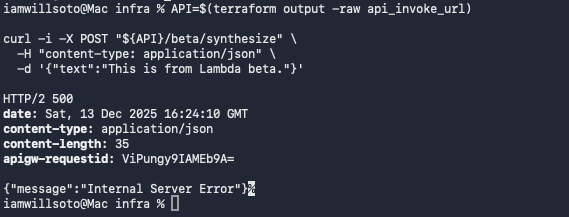 iamwillsoto@Mac infra % API=$(terraform output -raw api_invoke_url)
curl -i -X POST "${API}/beta/synthesize" \
-H "content-type: application/json" \
-d '{"text":"This is from Lambda beta."}'
HTTP/2 500
date: Sat, 13 Dec 2025 16:24:10 GMT
content-type: application/json
content-length: 35
apigw-requestid: ViPungy9IAMEb9A=
{"message":"Internal Server Error"}%
iamwillsoto@Mac infra %